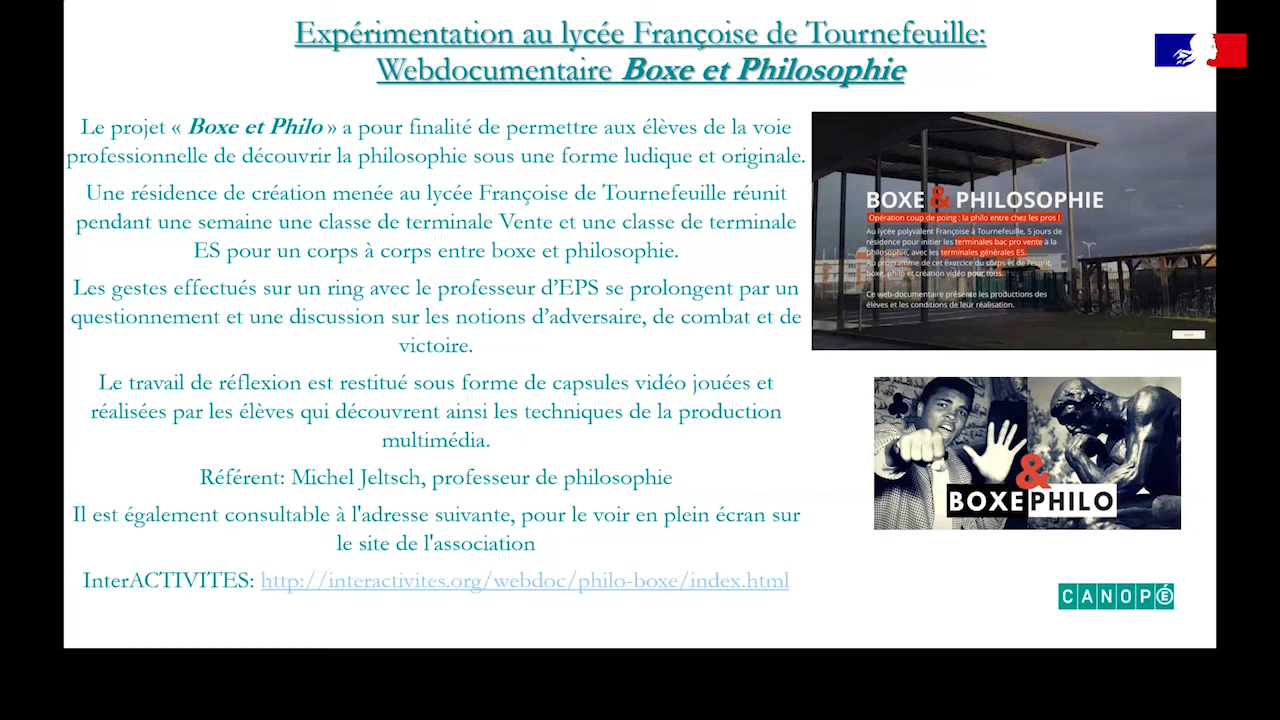 Expérimentation au lycée Françoise de Tournefeuille:
Webdocumentaire Boxe et Philosophie
Le projet « Boxe et Philo » a pour finalité de permettre aux élèves de la voie
professionnelle de découvrir la philosophie sous une forme ludique et originale.
Une résidence de création menée au lycée Françoise de Tournefeuille réunit
pendant une semaine une classe de terminale Vente et une classe de terminale
ES pour un corps à corps entre boxe et philosophie.
Les gestes effectués sur un ring avec le professeur d’EPS se prolongent par un
questionnement et une discussion sur les notions d’adversaire, de combat et de
victoire.
Le travail de réflexion est restitué sous forme de capsules vidéo jouées et
réalisées par les élèves qui découvrent ainsi les techniques de la production
multimédia.
Référent: Michel Jeltsch, professeur de philosophie
Il est également consultable à l'adresse suivante, pour le voir en plein écran sur
le site de l'association
InterACTIVITES: http://interactivites.org/webdoc/philo-boxe/index.html
BOXE & PHILOSOPHIE
Opération coup de poing : la philo entre chez les pros !
Au lycée polyvalent Françoise à Tournefeuille, 5 jours de
résidence pour initier les terminales bac pro vente à la
philosophie, avec les terminales générales ES.
Au programme de cet exercice du corps et de l'esprit,
boxe, philo et création vidéo pour tous.
Ce web-documentaire présente les productions des
élèves et les conditions de leur réalisation.
&
BOXE PHILO
CANOPÉ